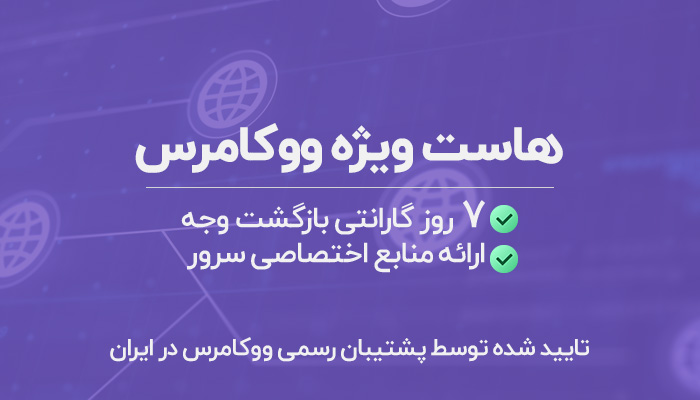 هاست ویژه ووکامرس
۷ روز گارانتی بازگشت وجه
ارائه منابع اختصاصی سرور
تایید شده توسط پشتیبان رسمی ووکامرس در ایران